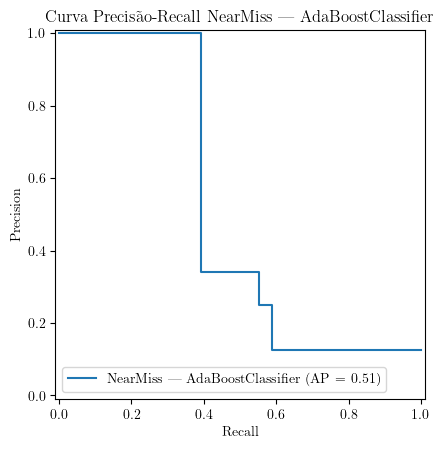 Curva Precisão-Recall NearMiss — AdaBoostClassifier
1.0
0.8
0.6
0.4
0.2
0.0
Precision
NearMiss — AdaBoostClassifier (AP = 0.51)
0.0 0.2 0.4 0.6 0.8 1.0
Recall